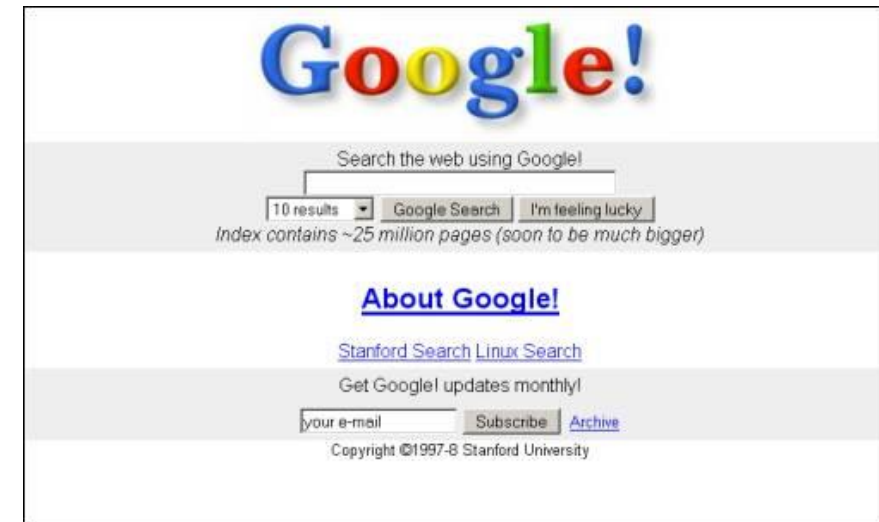 Google!
Search the web using Google!
10 results Google Search I'm feeling lucky
Index contains ~25 million pages (soon to be much bigger)
About Google!
Stanford Search Linux Search
Get Google! updates monthly!
your e-mail Subscribe Archive
Copyright ©1997-8 Stanford University